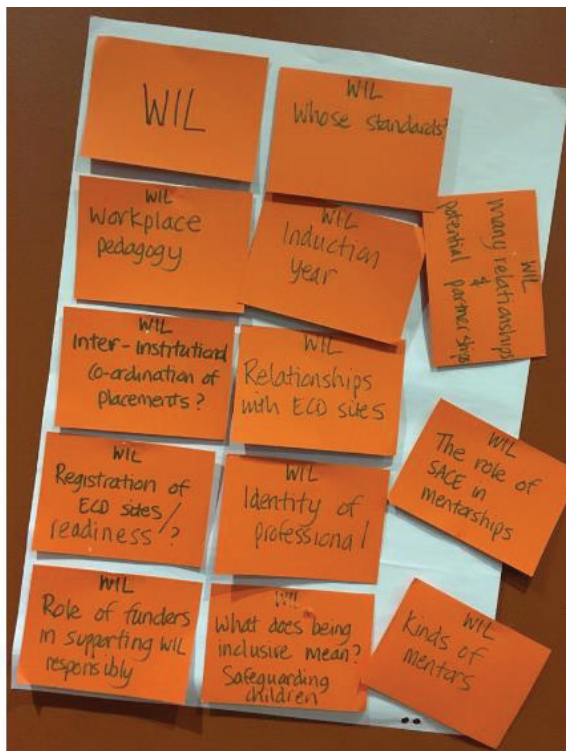 WIL
WIL
Whose standards?
WIL
Workplace
pedagogy
WIL
Induction
year
WIL
many relationships
&
potential partnerships
WIL
Inter-institutional
co-ordination of
placements?
WIL
Relationships
with ECD sites
WIL
Registration of
ECD sites/
readiness?
WIL
Identity of
professional
WIL
The role of
SACE in
mentorships
WIL
Role of funders
in supporting WIL
responsibly
WIL
What does being
inclusive mean?
Safeguarding
children
WIL
Kinds of
mentors